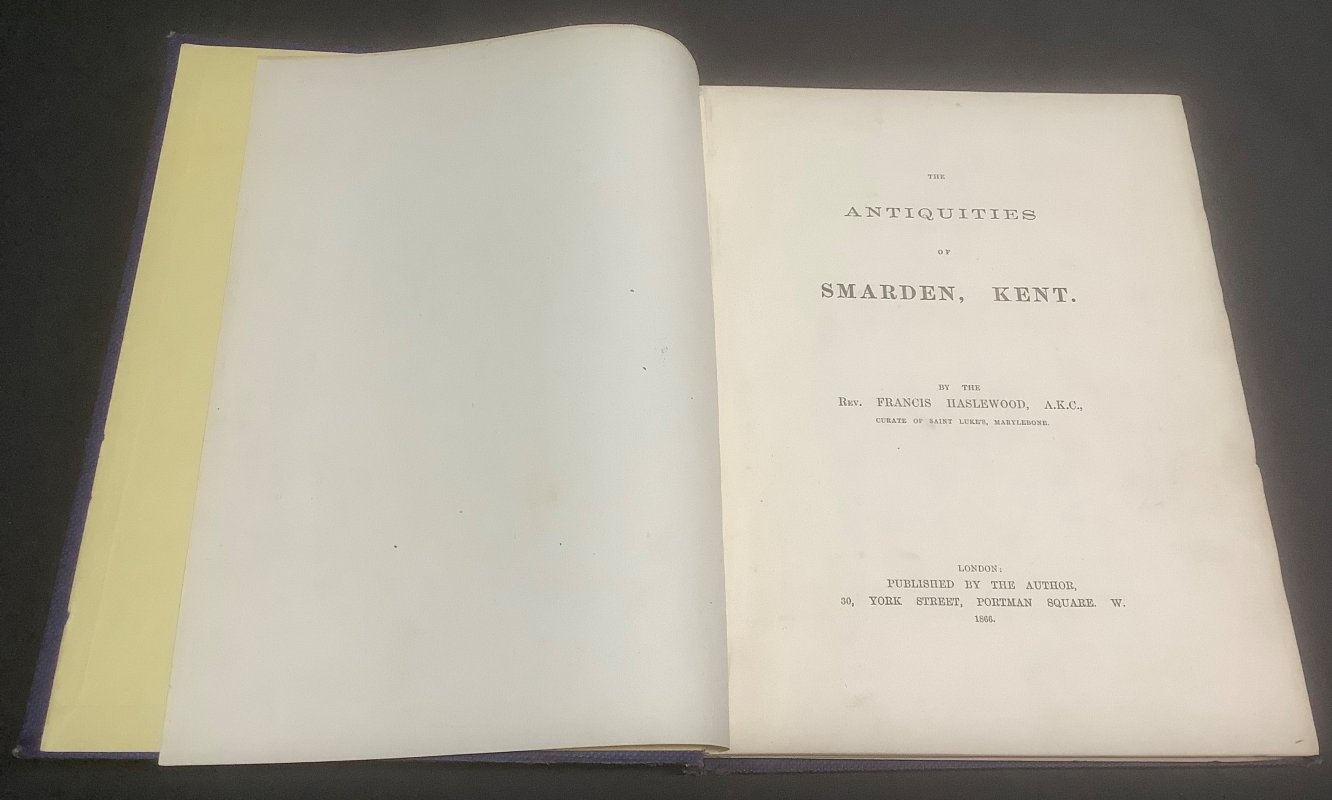 THE
ANTIQUITIES
OF
SMARDEN, KENT.
BY THE
REV. FRANCIS HASLEWOOD, A.K.C.,
CURATE OF SAINT LUKE'S, MARYLEBONE.
LONDON:
PUBLISHED BY THE AUTHOR,
30, YORK STREET, PORTMAN SQUARE. W.
1866.